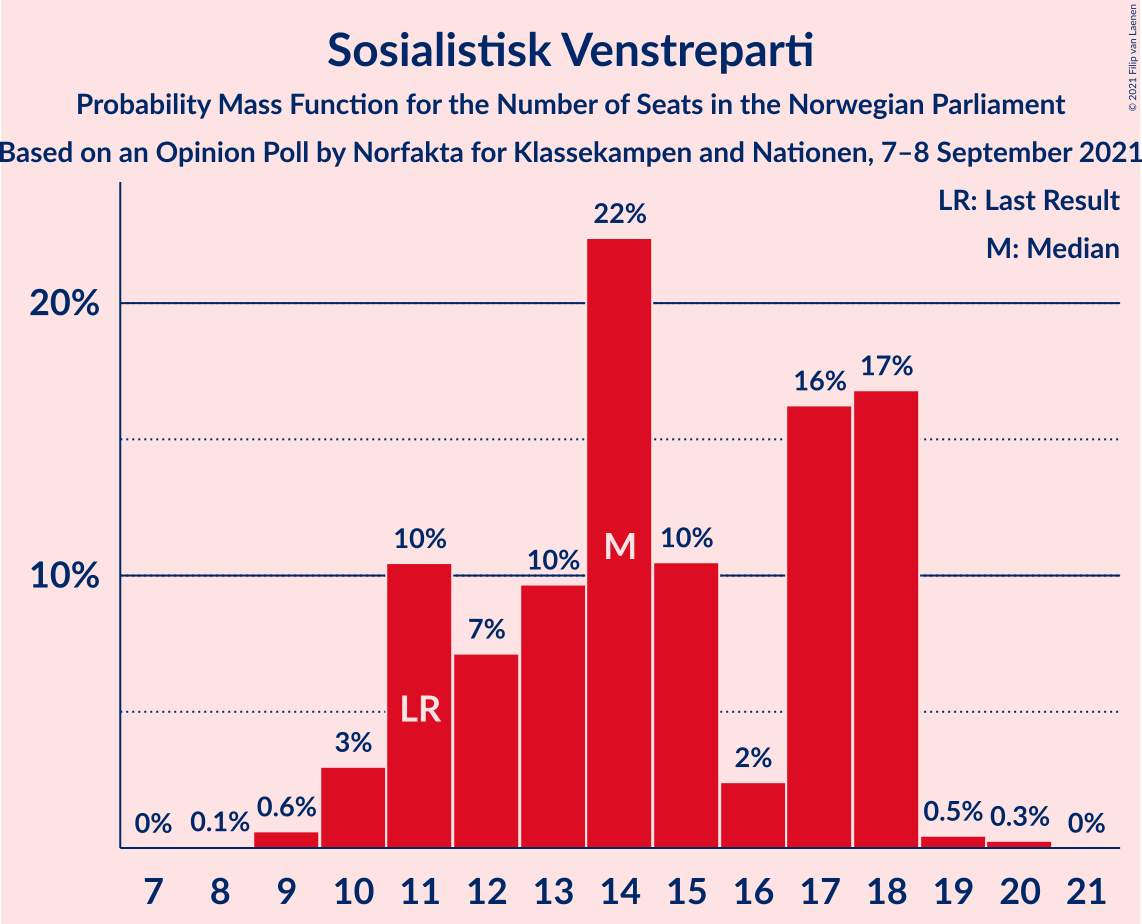 Sosialistisk Venstreparti
Probability Mass Function for the Number of Seats in the Norwegian Parliament
Based on an Opinion Poll by Norfakta for Klassekampen and Nationen, 7–8 September 2021
© 2021 Filip van Laenen
LR: Last Result
M: Median
22%
20%
17%
16%
10%
10%
10%
10%
M
7%
LR
3%
2%
0%
0.1%
0.6%
0.5%
0.3%
0%
7 8 9 10 11 12 13 14 15 16 17 18 19 20 21